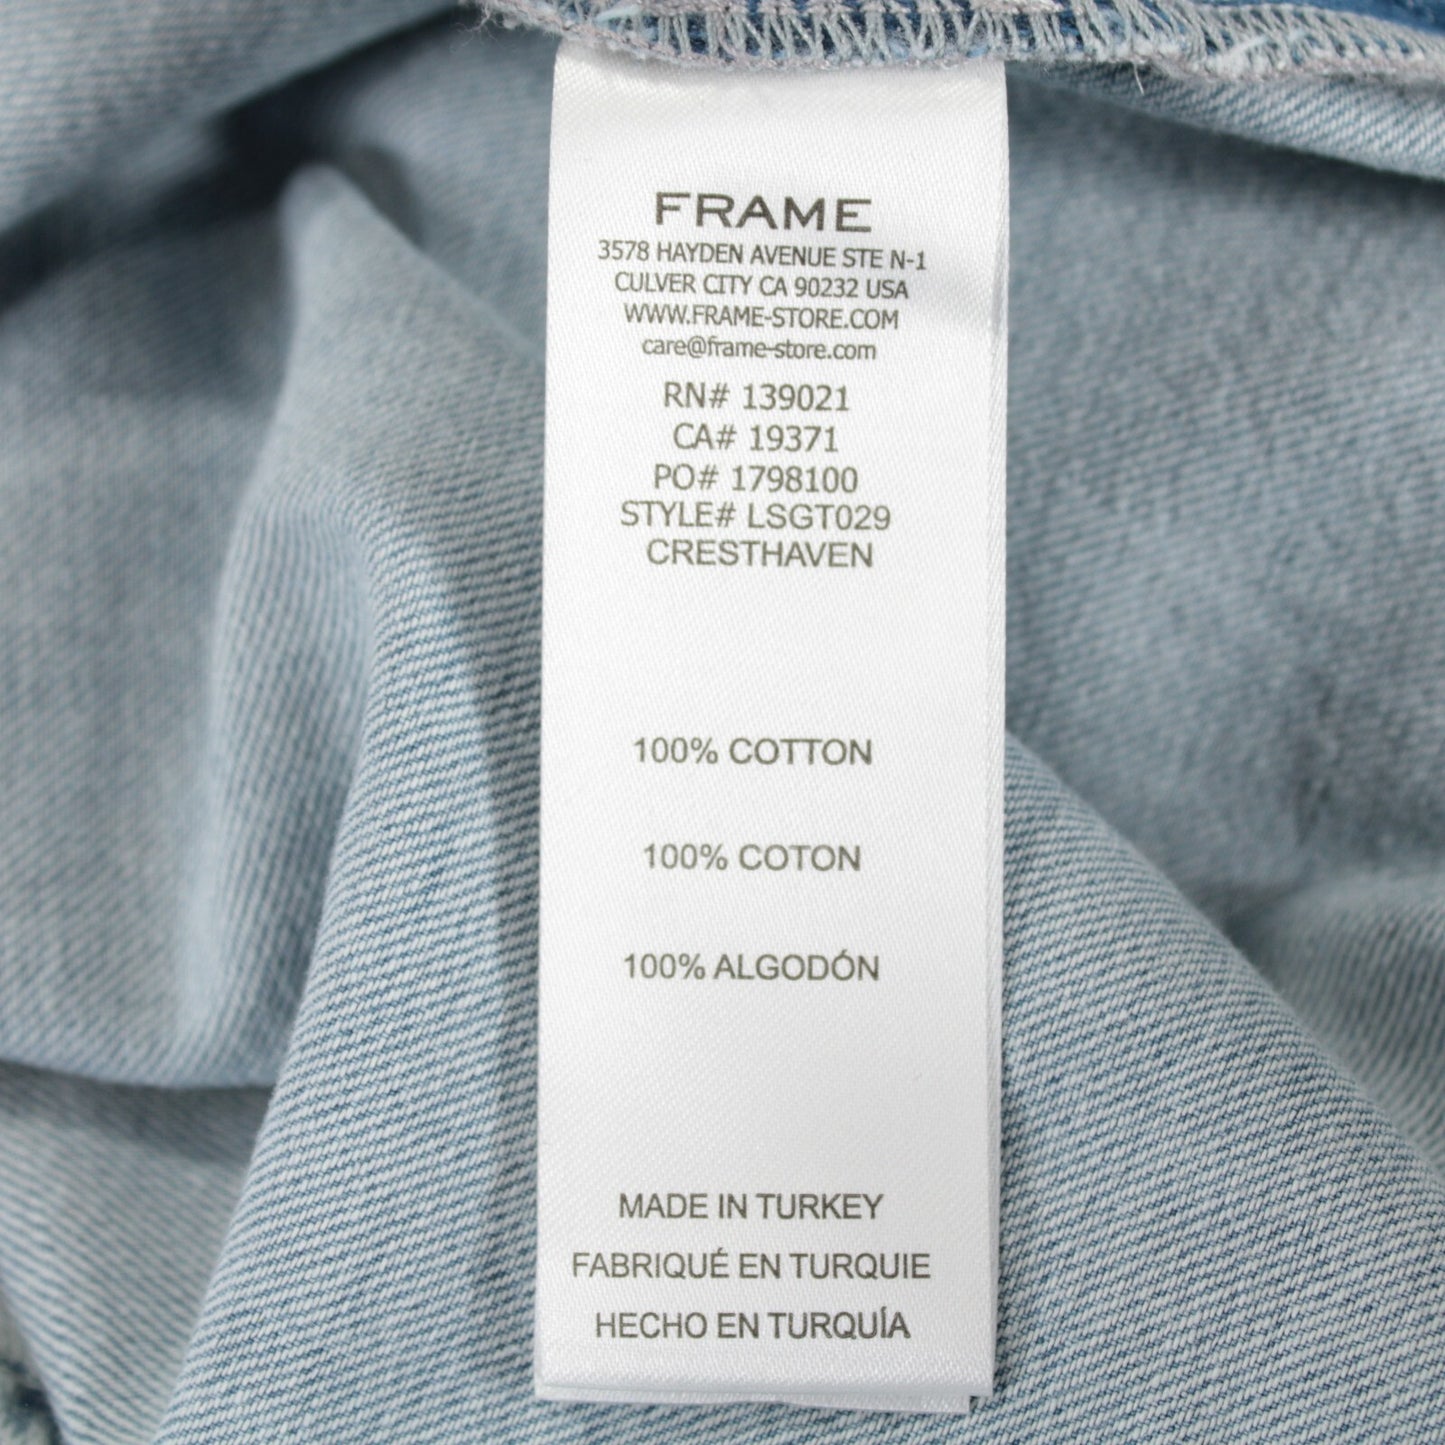 FRAME
3578 HAYDEN AVENUE STE N-1
CULVER CITY CA 90232 USA
WWW.FRAME-STORE.COM
care@frame-store.com
RN# 139021
CA# 19371
PO# 1798100
STYLE# LSGT029
CRESTHAVEN
100% COTTON
100% COTON
100% ALGODÓN
MADE IN TURKEY
FABRIQUÉ EN TURQUIE
HECHO EN TURQUÍA